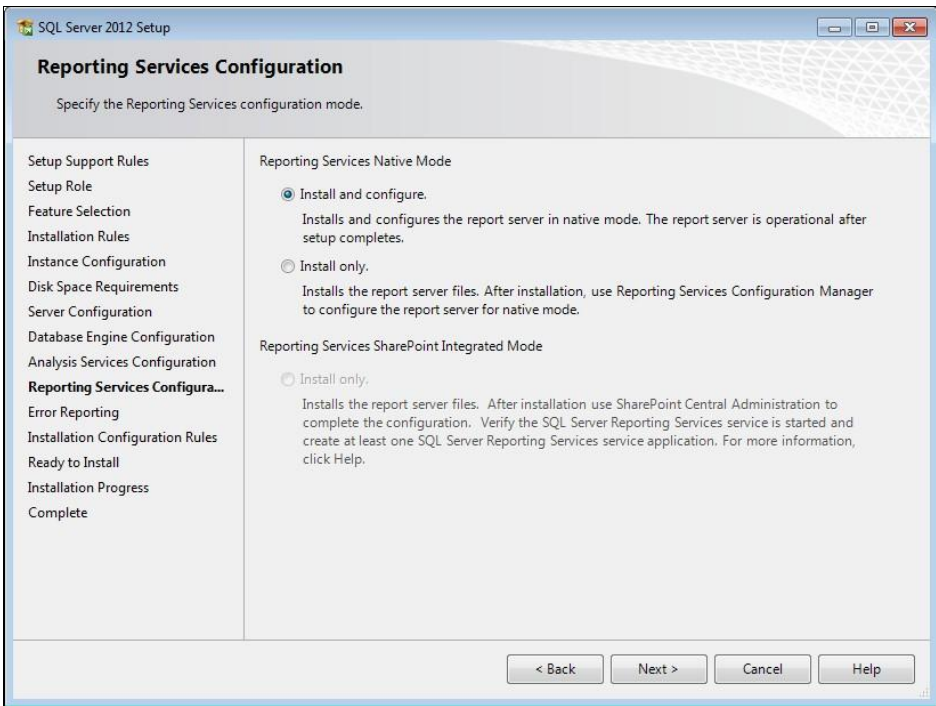 SQL Server 2012 Setup
Reporting Services Configuration
Specify the Reporting Services configuration mode.
Setup Support Rules
Setup Role
Feature Selection
Installation Rules
Instance Configuration
Disk Space Requirements
Server Configuration
Database Engine Configuration
Analysis Services Configuration
Reporting Services Configura...
Error Reporting
Installation Configuration Rules
Ready to Install
Installation Progress
Complete
Reporting Services Native Mode
Install and configure.
Installs and configures the report server in native mode. The report server is operational after
setup completes.
Install only.
Installs the report server files. After installation, use Reporting Services Configuration Manager
to configure the report server for native mode.
Reporting Services SharePoint Integrated Mode
Install only.
Installs the report server files.  After installation use SharePoint Central Administration to
complete the configuration.  Verify the SQL Server Reporting Services service is started and
create at least one SQL Server Reporting Services service application. For more information,
click Help.
< Back
Next >
Cancel
Help